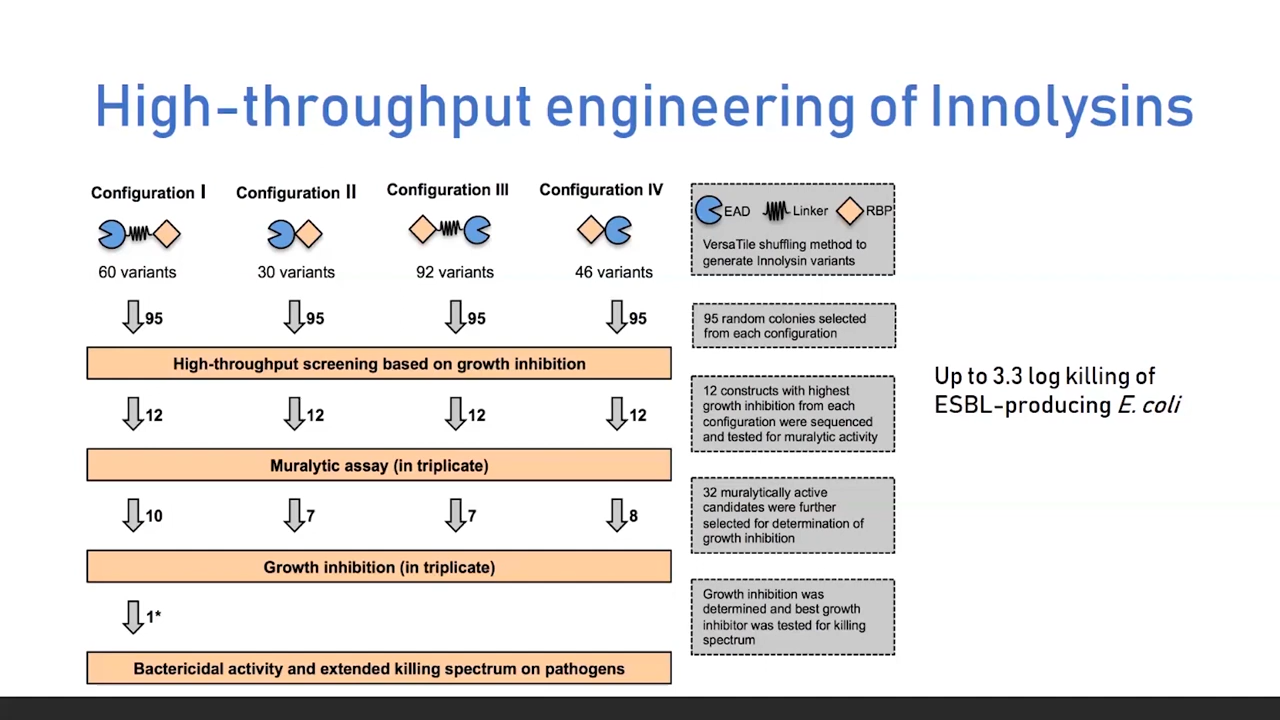 High-throughput engineering of Innolysins
Configuration I
Configuration II
Configuration III
Configuration IV
60 variants
30 variants
92 variants
46 variants
EAD
Linker
RBP
VersaTile shuffling method to
generate Innolysin variants
95
95
95
95
95 random colonies selected
from each configuration
High-throughput screening based on growth inhibition
12
12
12
12
12 constructs with highest
growth inhibition from each
configuration were sequenced
and tested for muralytic activity
Up to 3.3 log killing of
ESBL-producing E. coli
Muralytic assay (in triplicate)
10
7
7
8
32 muralytically active
candidates were further
selected for determination of
growth inhibition
Growth inhibition (in triplicate)
1*
Growth inhibition was
determined and best growth
inhibitor was tested for killing
spectrum
Bactericidal activity and extended killing spectrum on pathogens